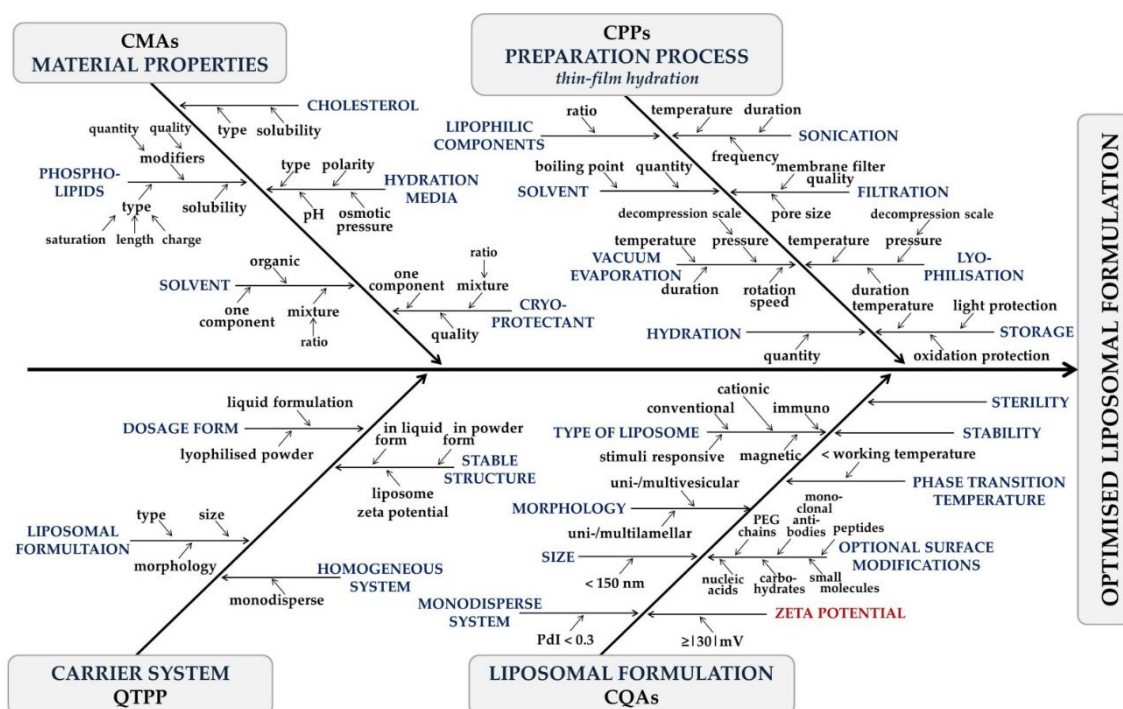 CMAs
MATERIAL PROPERTIES
CHOLESTEROL
type
solubility
quantity
quality
modifiers
PHOSPHO-
LIPIDS
type
solubility
saturation
length
charge
type
polarity
HYDRATION
MEDIA
pH
osmotic
pressure
organic
SOLVENT
one
component
mixture
ratio
ratio
one
component
mixture
CRYO-
PROTECTANT
quality
CPPs
PREPARATION PROCESS
thin-film hydration
ratio
LIPOPHILIC
COMPONENTS
temperature
duration
SONICATION
frequency
boiling point
quantity
SOLVENT
membrane filter
quality
FILTRATION
pore size
decompression scale
temperature
pressure
VACUUM
EVAPORATION
duration
rotation
speed
decompression scale
temperature
pressure
LYO-
PHILISATION
duration
HYDRATION
quantity
temperature
light protection
STORAGE
oxidation protection
OPTIMISED LIPOSOMAL FORMULATION
liquid formulation
DOSAGE FORM
lyophilised powder
in liquid
form
in powder
form
STABLE
STRUCTURE
liposome
zeta potential
type
size
LIPOSOMAL
FORMULTAION
morphology
HOMOGENEOUS
SYSTEM
monodisperse
CARRIER SYSTEM
QTPP
cationic
conventional
immuno
TYPE OF LIPOSOME
stimuli responsive
magnetic
STERILITY
STABILITY
< working temperature
PHASE TRANSITION
TEMPERATURE
uni-/multivesicular
MORPHOLOGY
uni-/multilamellar
SIZE
< 150 nm
PEG
chains
mono-
clonal
anti-
bodies
peptides
OPTIONAL SURFACE
MODIFICATIONS
nucleic
acids
carbo-
hydrates
small
molecules
MONODISPERSE
SYSTEM
PdI < 0.3
ZETA POTENTIAL
≥|30|mV
LIPOSOMAL FORMULATION
CQAs